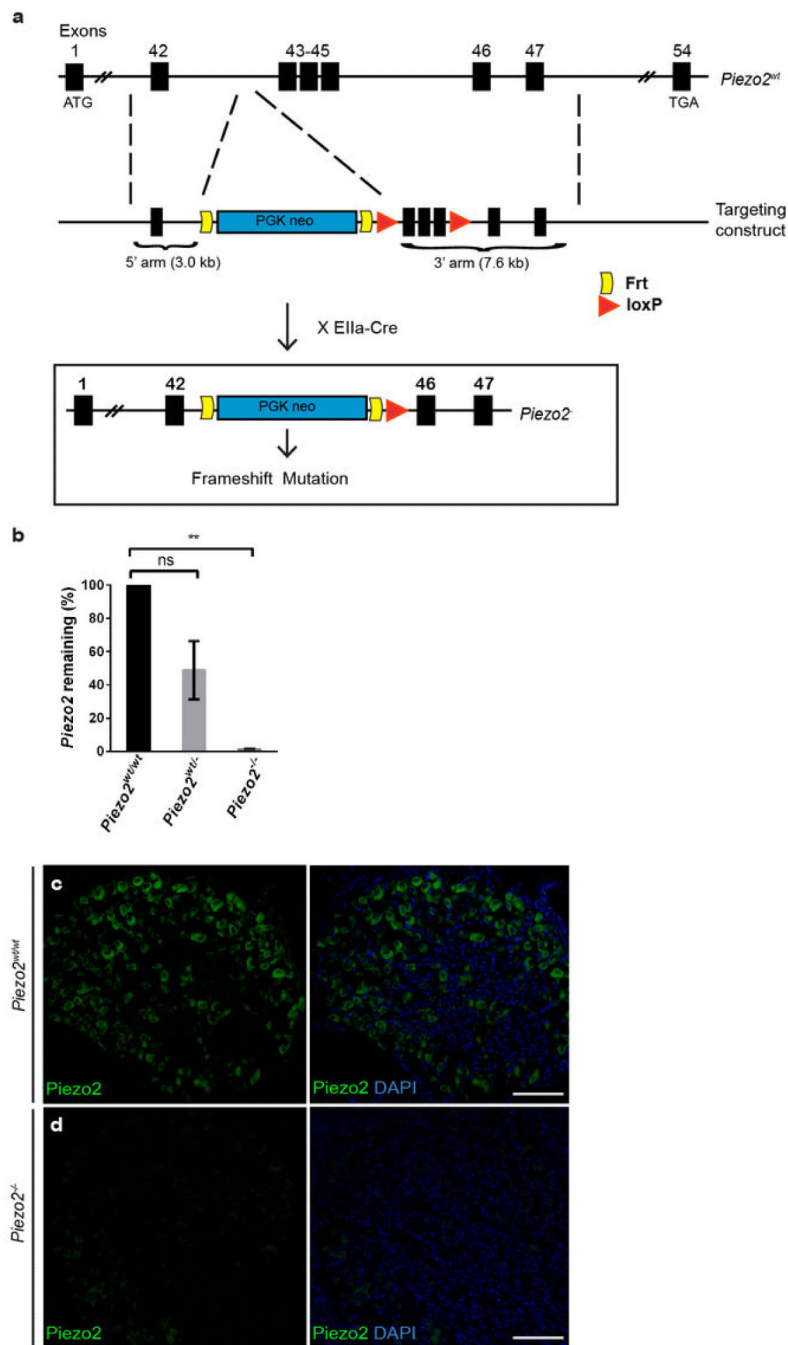 a
Exons
1 42 43-45 46 47 54
ATG TGA
Piezo2wt
PGK neo
Targeting
construct
5' arm (3.0 kb) 3' arm (7.6 kb)
Frt
loxP
X EIIa-Cre
1 42 46 47
PGK neo
Piezo2-
Frameshift Mutation
b
**
ns
Piezo2 remaining (%)
100
80
60
40
20
0
Piezo2wt/wt
Piezo2wt/-
Piezo2-/-
c
Piezo2wt/wt
Piezo2
Piezo2 DAPI
d
Piezo2-/-
Piezo2
Piezo2 DAPI